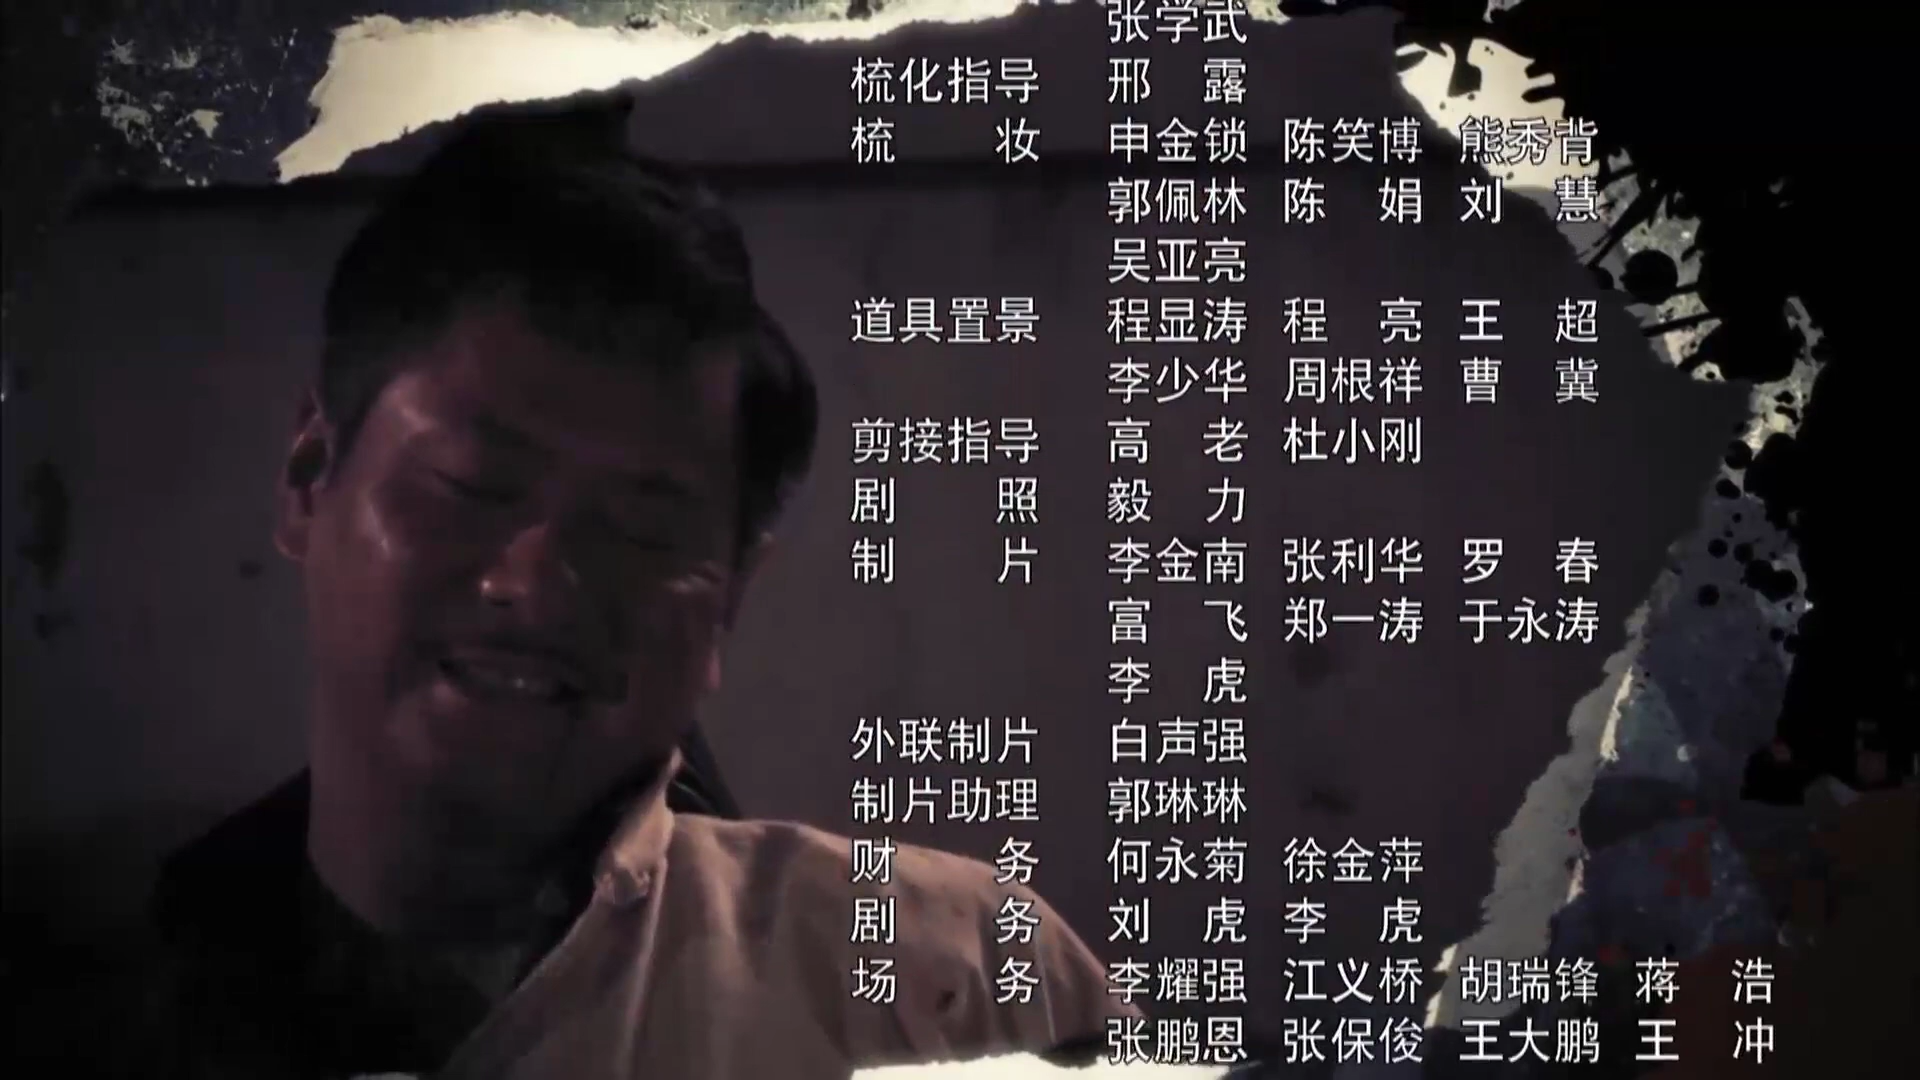 张学武
梳化指导 邢 露
梳 妆 申金锁 陈笑博 熊秀背
郭佩林 陈 娟 刘 慧
吴亚亮
道具置景 程显涛 程 亮 王 超
李少华 周根祥 曹 冀
剪接指导 高 老 杜小刚
剧 照 毅 力
制 片 李金南 张利华 罗 春
富 飞 郑一涛 于永涛
李 虎
外联制片 白声强
制片助理 郭琳琳
财 务 何永菊 徐金萍
剧 务 刘 虎 李 虎
场 务 李耀强 江义桥 胡瑞锋 蒋 浩
张鹏恩 张保俊 王大鹏 王 冲